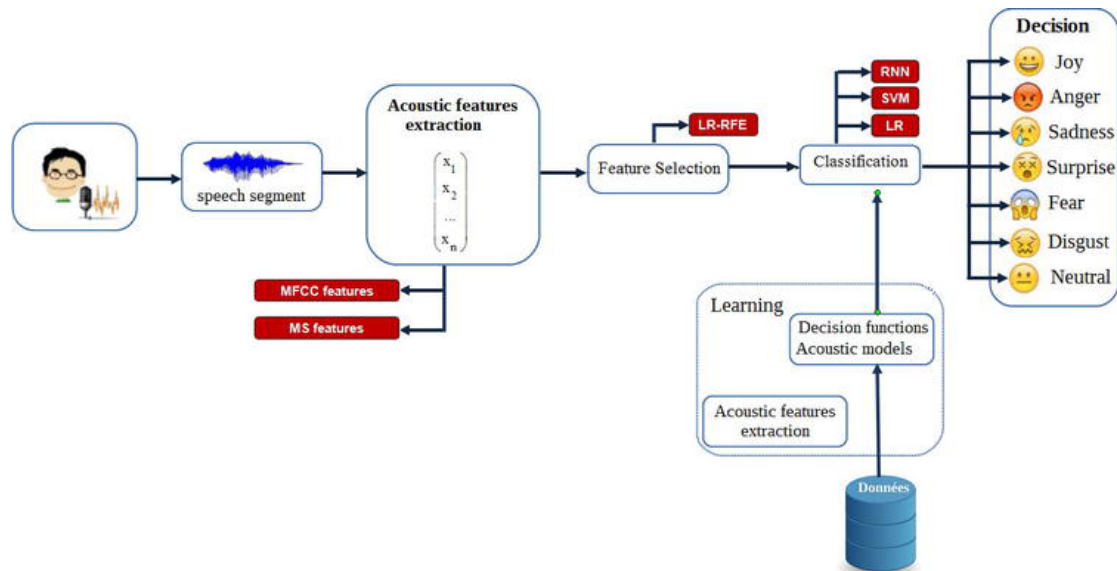 speech segment
Acoustic features
extraction
x1
x2
...
xn
MFCC features
MS features
LR-RFE
Feature Selection
RNN
SVM
LR
Classification
Learning
Decision functions
Acoustic models
Acoustic features
extraction
Données
Decision
Joy
Anger
Sadness
Surprise
Fear
Disgust
Neutral